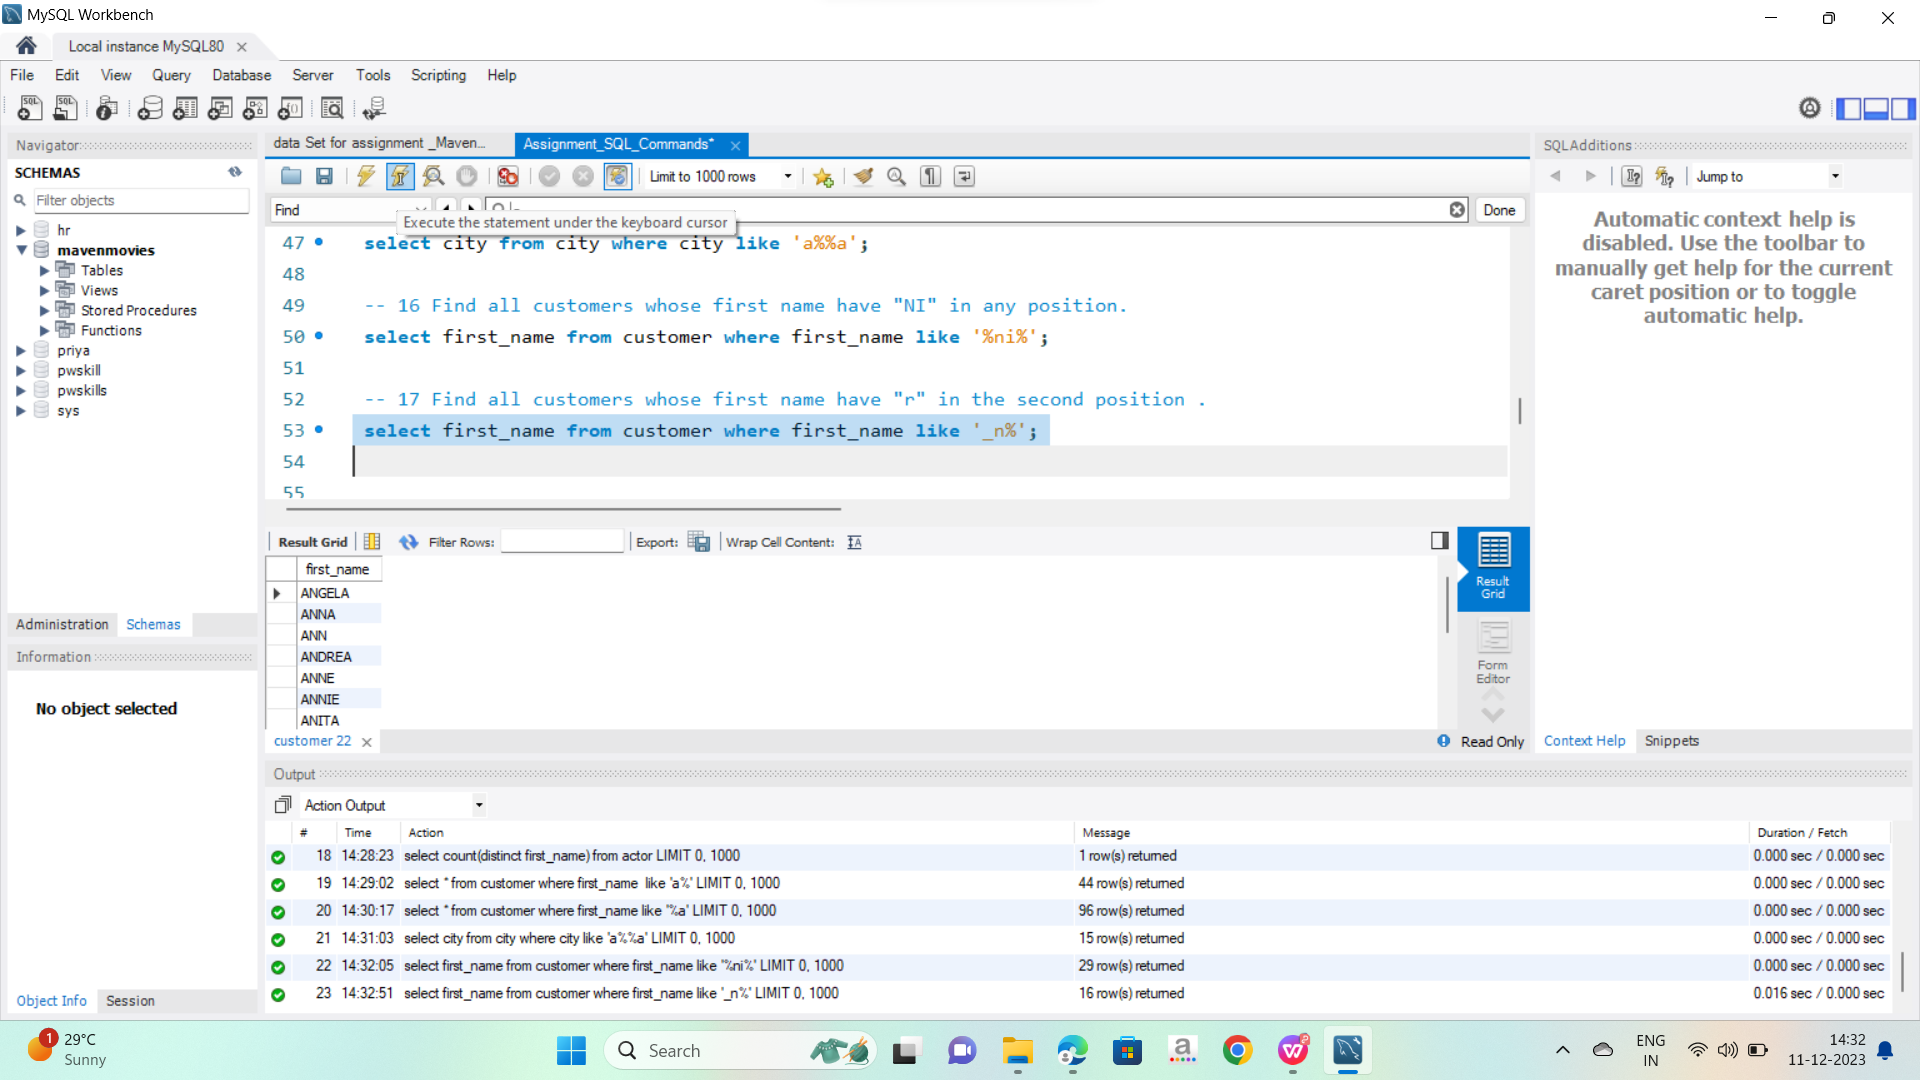 MySQL Workbench
Local instance MySQL80
File Edit View Query Database Server Tools Scripting Help
Navigator
SCHEMAS
Filter objects
hr
mavenmovies
Tables
Views
Stored Procedures
Functions
priya
pwskill
pwskills
sys
Administration Schemas
Information
No object selected
Object Info Session
data Set for assignment _Maven...
Assignment_SQL_Commands*
Limit to 1000 rows
Find
Done
Execute the statement under the keyboard cursor
47 select city from city where city like 'a%%a';
48
49 -- 16 Find all customers whose first name have "NI" in any position.
50 select first_name from customer where first_name like '%ni%';
51
52 -- 17 Find all customers whose first name have "r" in the second position .
53 select first_name from customer where first_name like '_n%';
54
55
Result Grid Filter Rows: Export: Wrap Cell Content:
first_name
ANGELA
ANNA
ANN
ANDREA
ANNE
ANNIE
ANITA
Result Grid
Form Editor
customer 22
Read Only
SQLAdditions
Jump to
Automatic context help is
disabled. Use the toolbar to
manually get help for the current
caret position or to toggle
automatic help.
Context Help Snippets
Output
Action Output
# Time Action Message Duration / Fetch
18 14:28:23 select count(distinct first_name) from actor LIMIT 0, 1000 1 row(s) returned 0.000 sec / 0.000 sec
19 14:29:02 select * from customer where first_name  like 'a%' LIMIT 0, 1000 44 row(s) returned 0.000 sec / 0.000 sec
20 14:30:17 select * from customer where first_name like '%a' LIMIT 0, 1000 96 row(s) returned 0.000 sec / 0.000 sec
21 14:31:03 select city from city where city like 'a%%a' LIMIT 0, 1000 15 row(s) returned 0.000 sec / 0.000 sec
22 14:32:05 select first_name from customer where first_name like '%ni%' LIMIT 0, 1000 29 row(s) returned 0.000 sec / 0.000 sec
23 14:32:51 select first_name from customer where first_name like '_n%' LIMIT 0, 1000 16 row(s) returned 0.016 sec / 0.000 sec
1
29°C
Sunny
Search
ENG
IN
14:32
11-12-2023